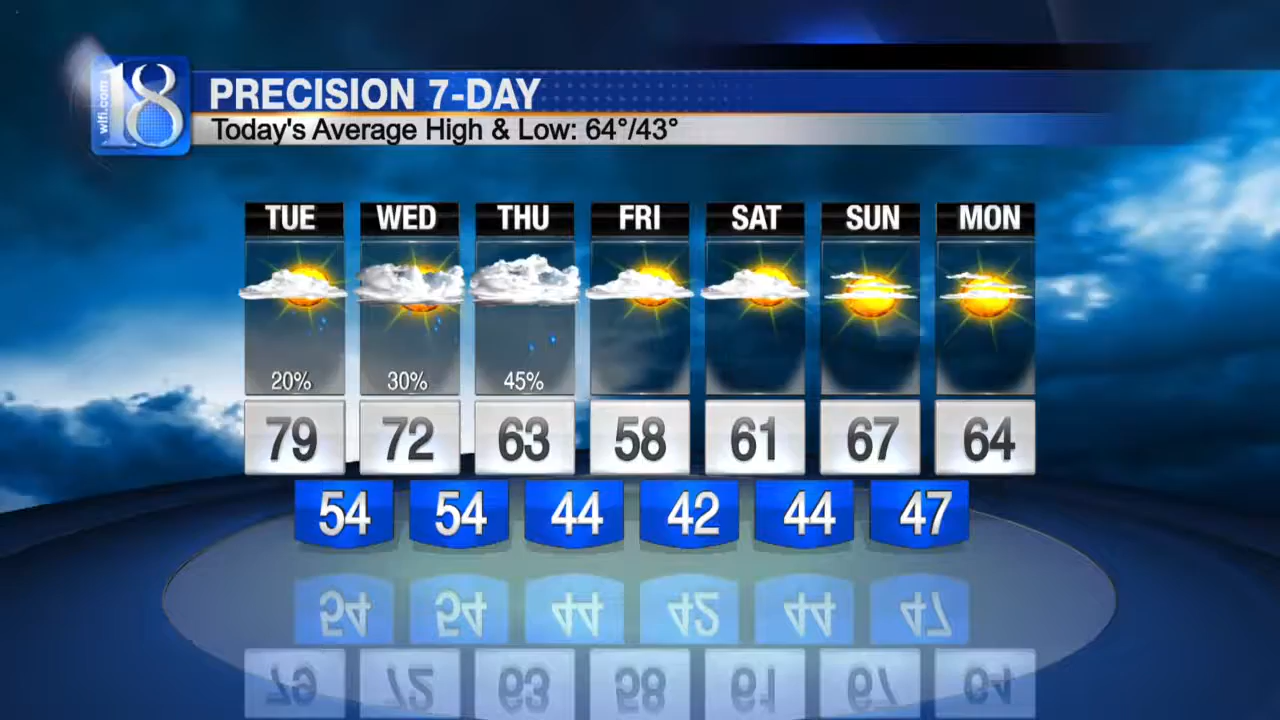 wlfi.com
18
PRECISION 7-DAY
Today's Average High & Low: 64°/43°
TUE WED THU FRI SAT SUN MON
20% 30% 45%
79 72 63 58 61 67 64
54 54 44 42 44 47